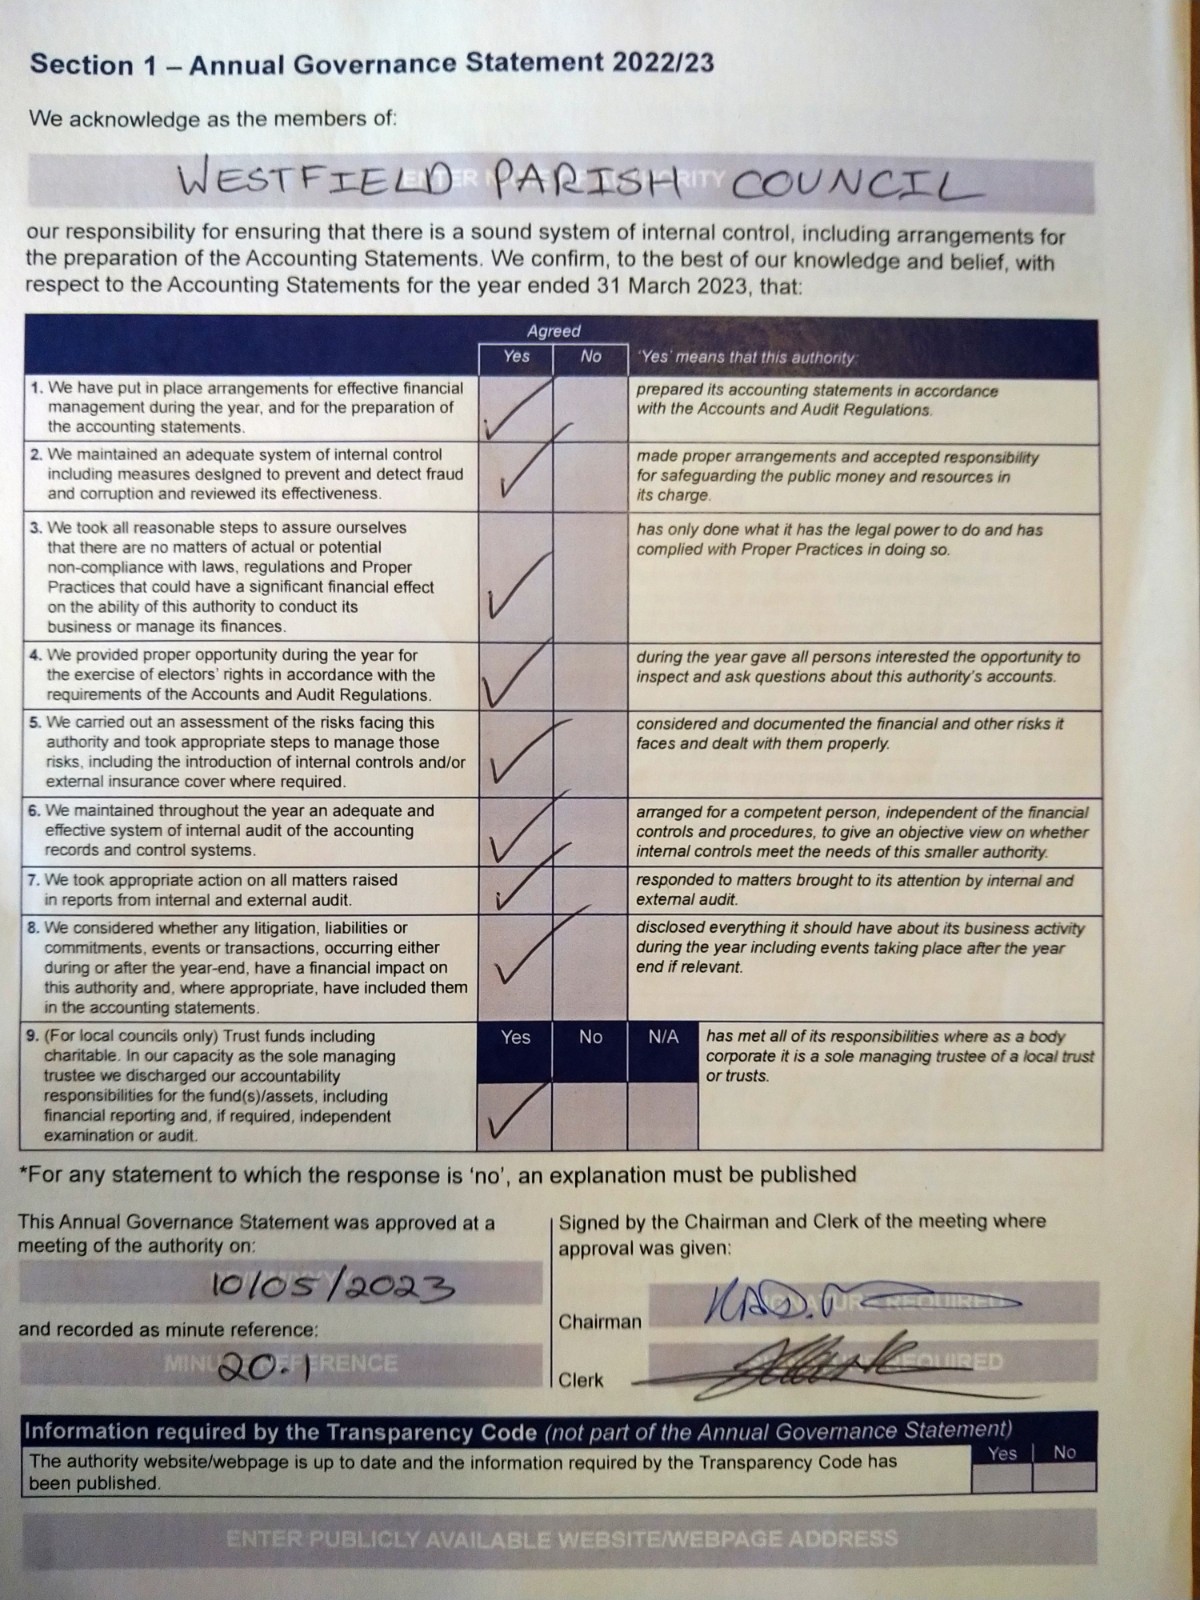 Section 1 – Annual Governance Statement 2022/23
We acknowledge as the members of:
WESTFIELD PARISH COUNCIL
our responsibility for ensuring that there is a sound system of internal control, including arrangements for
the preparation of the Accounting Statements. We confirm, to the best of our knowledge and belief, with
respect to the Accounting Statements for the year ended 31 March 2023, that:
Agreed
Yes No 'Yes' means that this authority:
1. We have put in place arrangements for effective financial
management during the year, and for the preparation of
the accounting statements.
prepared its accounting statements in accordance
with the Accounts and Audit Regulations.
2. We maintained an adequate system of internal control
including measures designed to prevent and detect fraud
and corruption and reviewed its effectiveness.
made proper arrangements and accepted responsibility
for safeguarding the public money and resources in
its charge.
3. We took all reasonable steps to assure ourselves
that there are no matters of actual or potential
non-compliance with laws, regulations and Proper
Practices that could have a significant financial effect
on the ability of this authority to conduct its
business or manage its finances.
has only done what it has the legal power to do and has
complied with Proper Practices in doing so.
4. We provided proper opportunity during the year for
the exercise of electors' rights in accordance with the
requirements of the Accounts and Audit Regulations.
during the year gave all persons interested the opportunity to
inspect and ask questions about this authority's accounts.
5. We carried out an assessment of the risks facing this
authority and took appropriate steps to manage those
risks, including the introduction of internal controls and/or
external insurance cover where required.
considered and documented the financial and other risks it
faces and dealt with them properly.
6. We maintained throughout the year an adequate and
effective system of internal audit of the accounting
records and control systems.
arranged for a competent person, independent of the financial
controls and procedures, to give an objective view on whether
internal controls meet the needs of this smaller authority.
7. We took appropriate action on all matters raised
in reports from internal and external audit.
responded to matters brought to its attention by internal and
external audit.
8. We considered whether any litigation, liabilities or
commitments, events or transactions, occurring either
during or after the year-end, have a financial impact on
this authority and, where appropriate, have included them
in the accounting statements.
disclosed everything it should have about its business activity
during the year including events taking place after the year
end if relevant.
9. (For local councils only) Trust funds including
charitable. In our capacity as the sole managing
trustee we discharged our accountability
responsibilities for the fund(s)/assets, including
financial reporting and, if required, independent
examination or audit.
Yes No N/A
has met all of its responsibilities where as a body
corporate it is a sole managing trustee of a local trust
or trusts.
*For any statement to which the response is 'no', an explanation must be published
This Annual Governance Statement was approved at a
meeting of the authority on:
10/05/2023
and recorded as minute reference:
MINUTE REFERENCE
20.1
Signed by the Chairman and Clerk of the meeting where
approval was given:
Chairman
SIGNATURE REQUIRED
Clerk
REQUIRED
Information required by the Transparency Code (not part of the Annual Governance Statement)
Yes No
The authority website/webpage is up to date and the information required by the Transparency Code has
been published.
ENTER PUBLICLY AVAILABLE WEBSITE/WEBPAGE ADDRESS